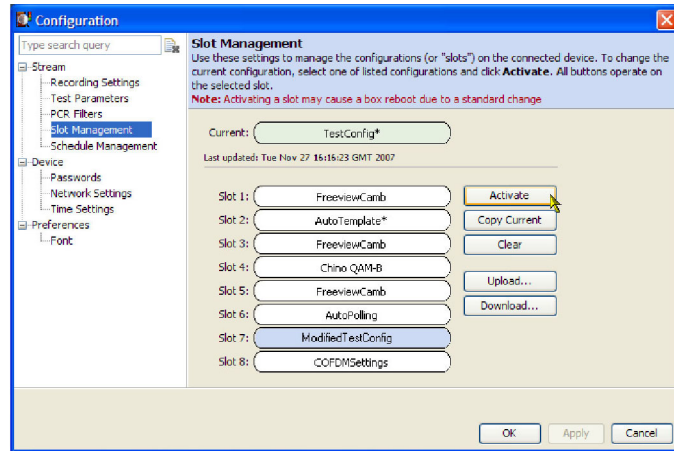 Configuration
Type search query
Stream
Recording Settings
Test Parameters
PCR Filters
Slot Management
Schedule Management
Device
Passwords
Network Settings
Time Settings
Preferences
Font
Slot Management
Use these settings to manage the configurations (or "slots") on the connected device. To change the
current configuration, select one of listed configurations and click Activate. All buttons operate on
the selected slot.
Note: Activating a slot may cause a box reboot due to a standard change
Current: TestConfig*
Last updated: Tue Nov 27 16:16:23 GMT 2007
Slot 1: FreeviewCamb Activate
Slot 2: AutoTemplate* Copy Current
Slot 3: FreeviewCamb Clear
Slot 4: Chino QAM-B
Upload...
Slot 5: FreeviewCamb
Download...
Slot 6: AutoPolling
Slot 7: ModifiedTestConfig
Slot 8: COFDMSettings
OK Apply Cancel